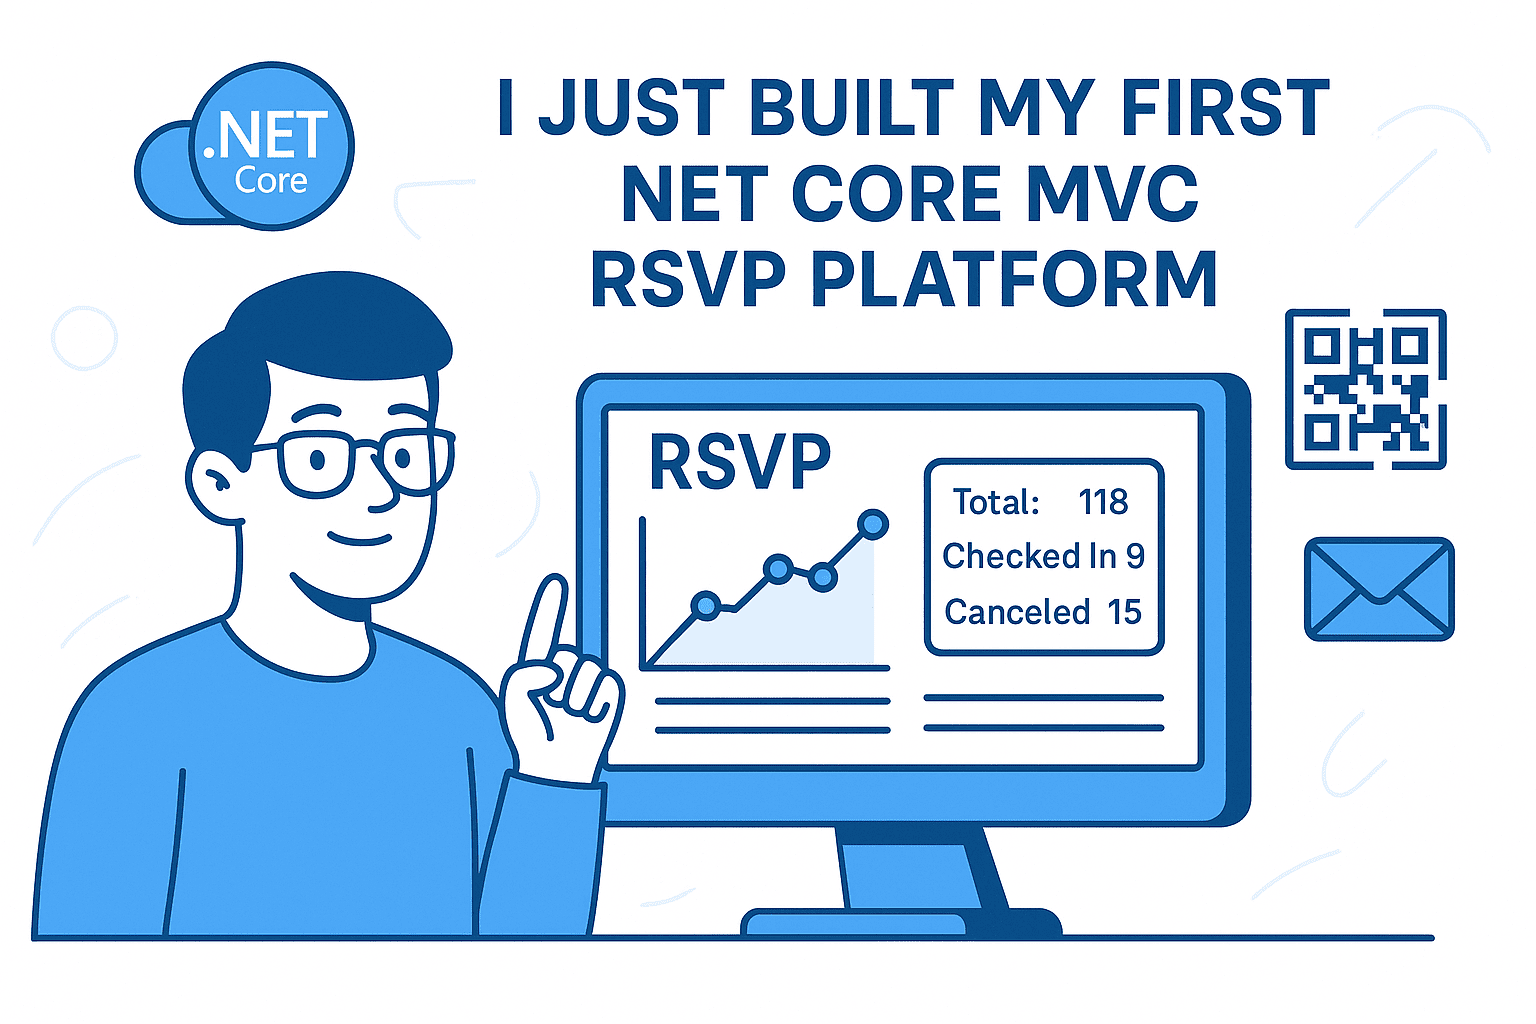 .NET
Core
I JUST BUILT MY FIRST
NET CORE MVC
RSVP PLATFORM
RSVP
Total: 118
Checked In 9
Canceled 15